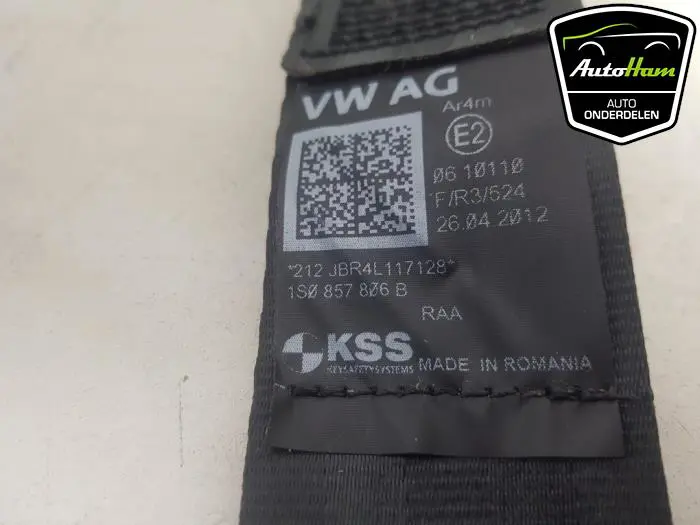 AutoHam
AUTO
ONDERDELEN
VW AG
Ar4m
E2
06 10110
F/R3/524
26.04.2012
*212 JBR4L117128*
1S0 857 806 B
RAA
KSS
KEYSAFETYSYSTEMS
MADE IN ROMANIA